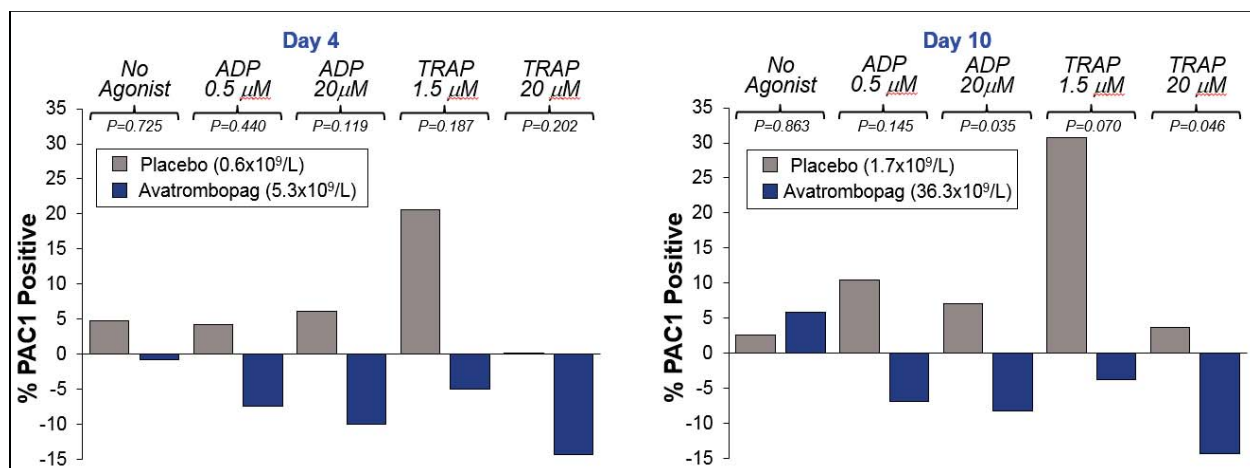 Day 4
No
Agonist
ADP
0.5 µM
ADP
20µM
TRAP
1.5 µM
TRAP
20 µM
P=0.725
P=0.440
P=0.119
P=0.187
P=0.202
Placebo (0.6x10⁹/L)
Avatrombopag (5.3x10⁹/L)
% PAC1 Positive
35
30
25
20
15
10
5
0
-5
-10
-15
Day 10
No
Agonist
ADP
0.5 µM
ADP
20µM
TRAP
1.5 µM
TRAP
20 µM
P=0.863
P=0.145
P=0.035
P=0.070
P=0.046
Placebo (1.7x10⁹/L)
Avatrombopag (36.3x10⁹/L)
% PAC1 Positive
35
30
25
20
15
10
5
0
-5
-10
-15